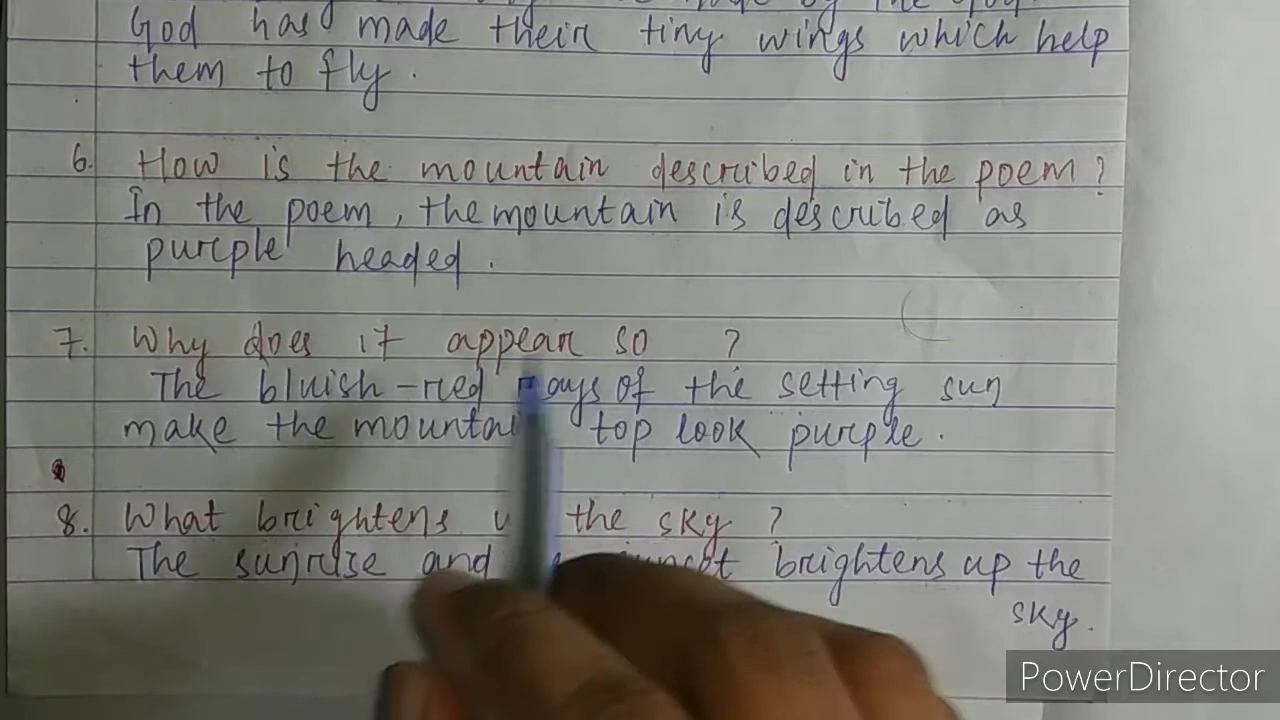 God has made their tiny wings which help
them to fly.
6. How is the mountain described in the poem?
In the poem, the mountain is described as
purple headed.
7. Why does it appear so ?
The bluish-red rays of the setting sun
make the mountain top look purple.
8. What brightens the sky ?
The sunrise and sunset brightens up the
sky.
PowerDirector